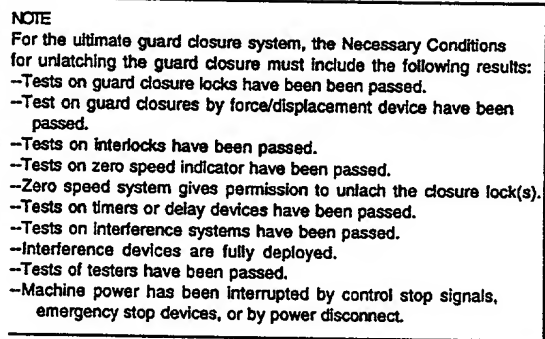 NOTE
For the ultimate guard closure system, the Necessary Conditions
for unlatching the guard closure must include the following results:
--Tests on guard closure locks have been been passed.
--Test on guard closures by force/displacement device have been
passed.
--Tests on interlocks have been passed.
--Tests on zero speed indicator have been passed.
--Zero speed system gives permission to unlach the closure lock(s).
--Tests on timers or delay devices have been passed.
--Tests on interference systems have been passed.
--Interference devices are fully deployed.
--Tests of testers have been passed.
--Machine power has been interrupted by control stop signals,
emergency stop devices, or by power disconnect.